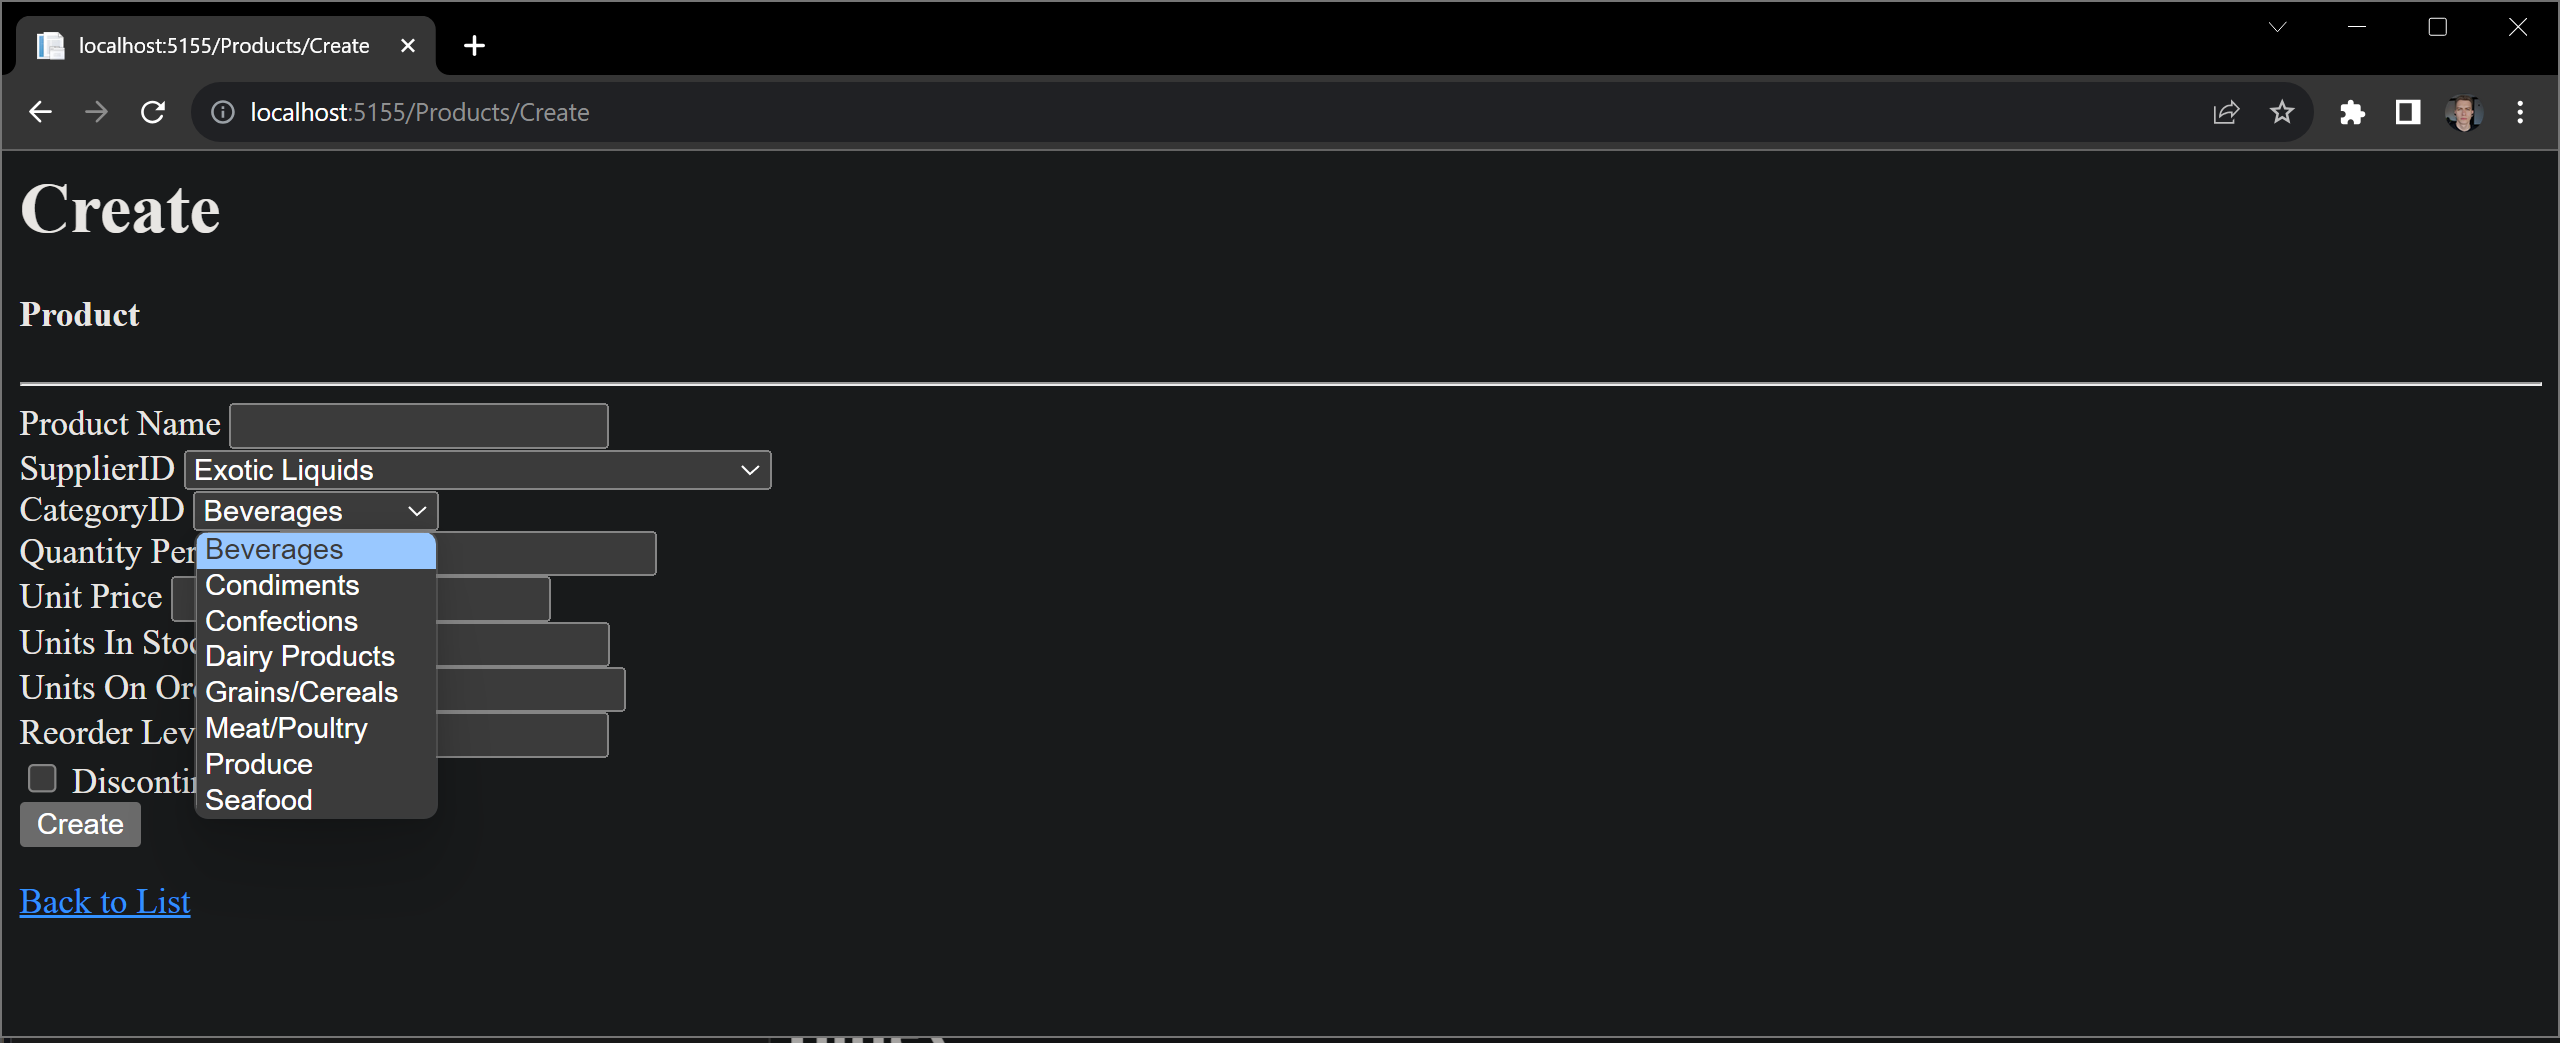 localhost:5155/Products/Create
localhost:5155/Products/Create
Create
Product
Product Name
SupplierID Exotic Liquids
CategoryID Beverages
Quantity Per
Beverages
Condiments
Unit Price
Confections
Units In Stoc
Dairy Products
Units On Ord
Grains/Cereals
Reorder Lev
Meat/Poultry
Produce
Discontin
Seafood
Create
Back to List